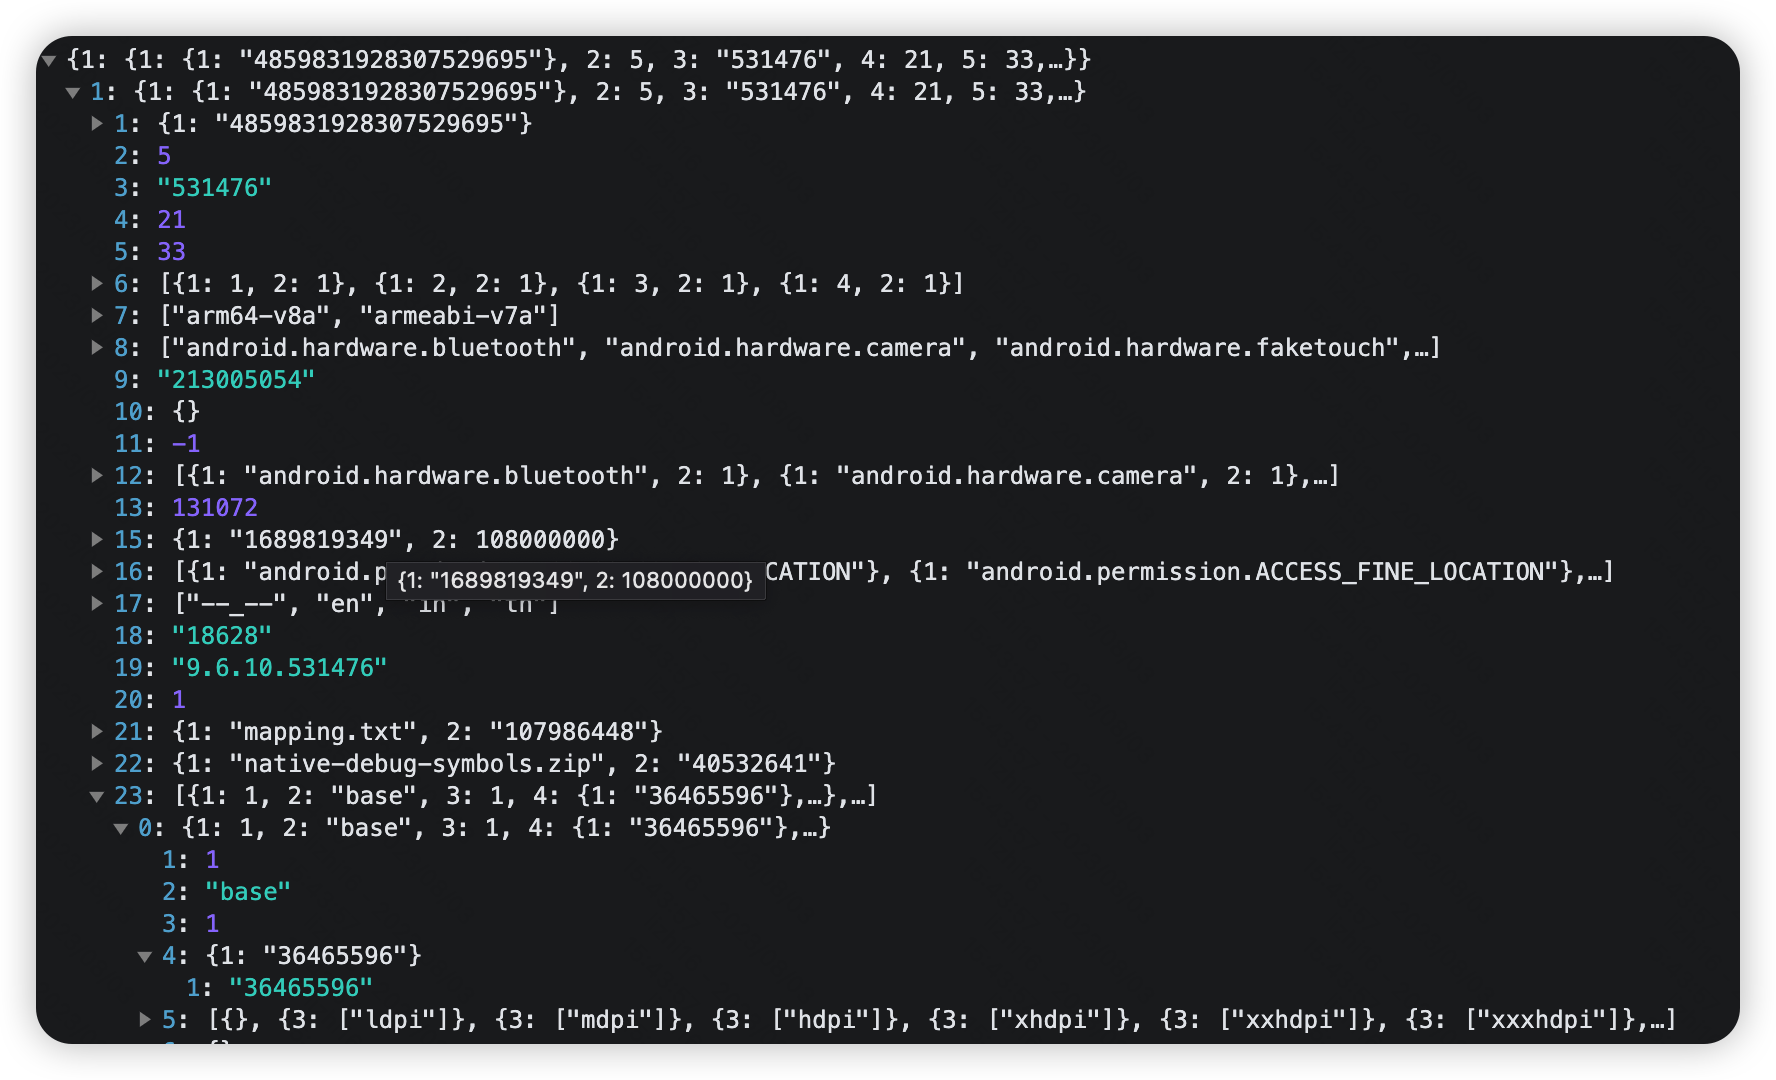 {1: {1: {1: "4859831928307529695"}, 2: 5, 3: "531476", 4: 21, 5: 33,…}}
1: {1: {1: "4859831928307529695"}, 2: 5, 3: "531476", 4: 21, 5: 33,…}
1: {1: "4859831928307529695"}
2: 5
3: "531476"
4: 21
5: 33
6: [{1: 1, 2: 1}, {1: 2, 2: 1}, {1: 3, 2: 1}, {1: 4, 2: 1}]
7: ["arm64-v8a", "armeabi-v7a"]
8: ["android.hardware.bluetooth", "android.hardware.camera", "android.hardware.faketouch",…]
9: "213005054"
10: {}
11: -1
12: [{1: "android.hardware.bluetooth", 2: 1}, {1: "android.hardware.camera", 2: 1},…]
13: 131072
15: {1: "1689819349", 2: 108000000}
16: [{1: "android.p CATION"}, {1: "android.permission.ACCESS_FINE_LOCATION"},…]
{1: "1689819349", 2: 108000000}
17: ["--_--", "en",
18: "18628"
19: "9.6.10.531476"
20: 1
21: {1: "mapping.txt", 2: "107986448"}
22: {1: "native-debug-symbols.zip", 2: "40532641"}
23: [{1: 1, 2: "base", 3: 1, 4: {1: "36465596"},…},…]
0: {1: 1, 2: "base", 3: 1, 4: {1: "36465596"},…}
1: 1
2: "base"
3: 1
4: {1: "36465596"}
1: "36465596"
5: [{}, {3: ["ldpi"]}, {3: ["mdpi"]}, {3: ["hdpi"]}, {3: ["xhdpi"]}, {3: ["xxhdpi"]}, {3: ["xxxhdpi"]},…]